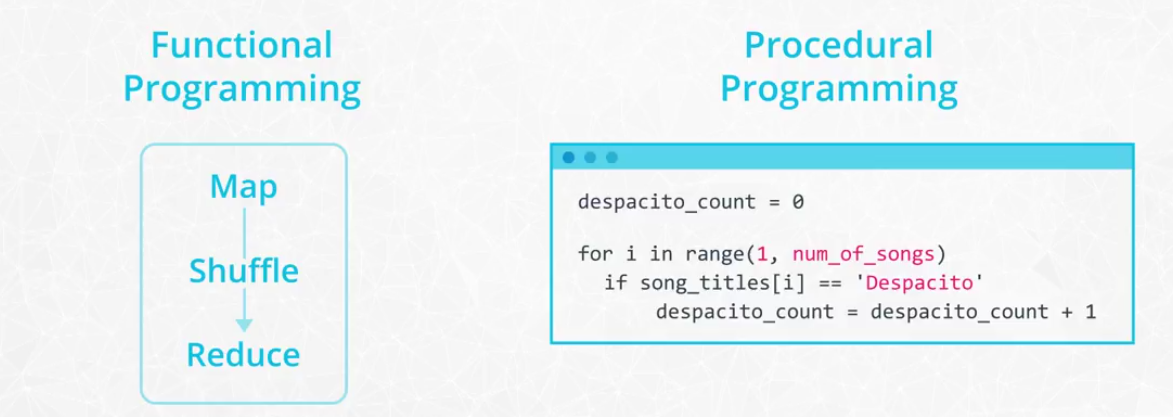 Functional
Programming
Map
Shuffle
Reduce
Procedural
Programming
despacito_count = 0
for i in range(1, num_of_songs)
if song_titles[i] == 'Despacito'
despacito_count = despacito_count + 1